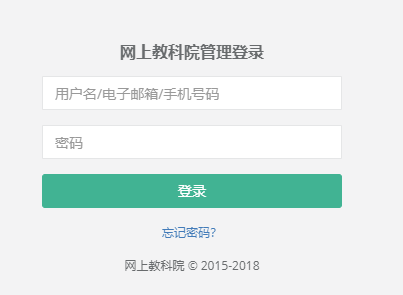 网上教科院管理登录
用户名/电子邮箱/手机号码
密码
登录
忘记密码?
网上教科院 © 2015-2018